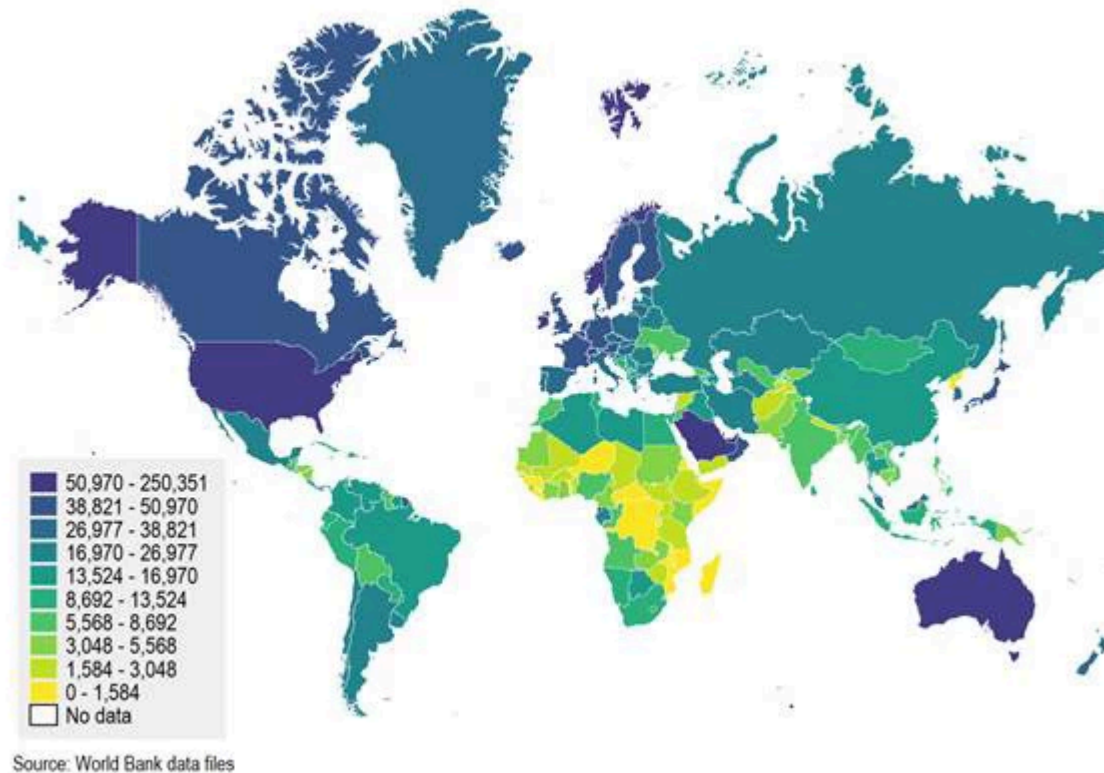 50,970 - 250,351
38,821 - 50,970
26,977 - 38,821
16,970 - 26,977
13,524 - 16,970
8,692 - 13,524
5,568 - 8,692
3,048 - 5,568
1,584 - 3,048
0 - 1,584
No data
Source: World Bank data files